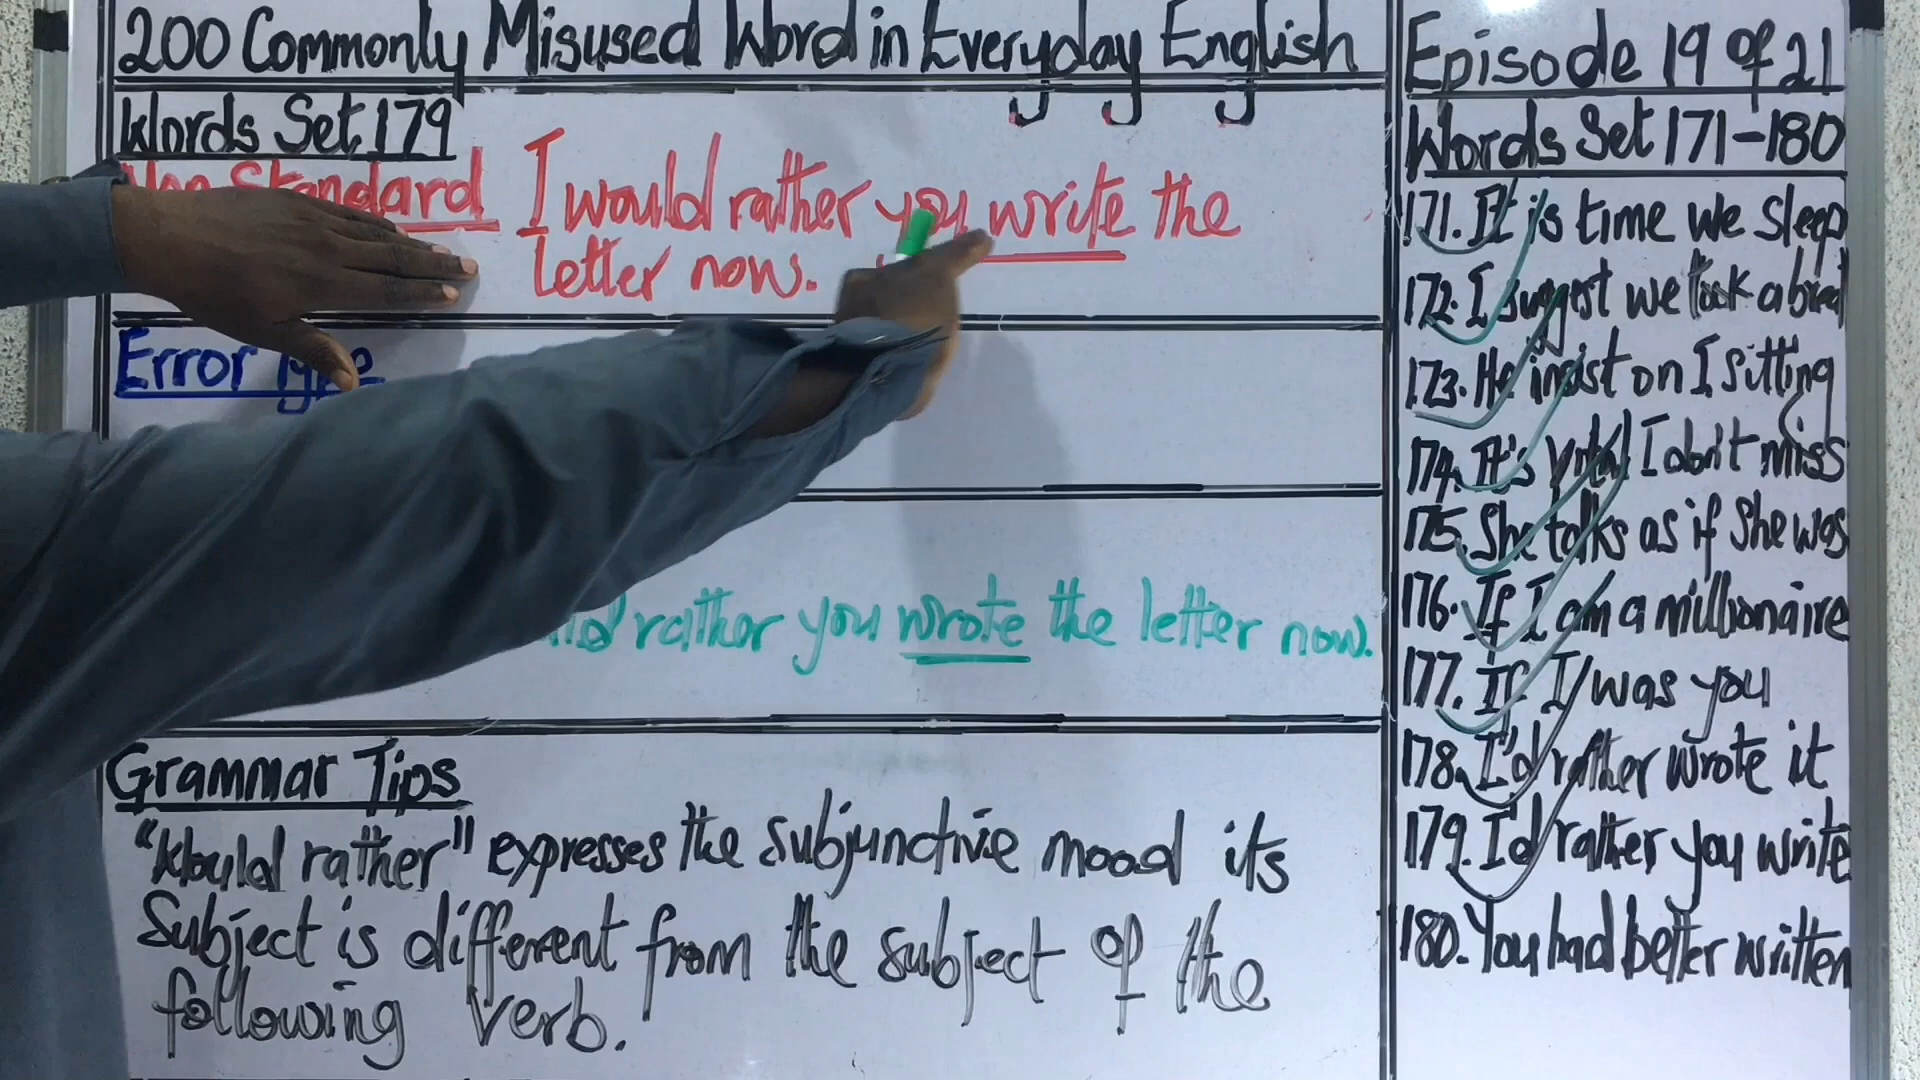 200 Commonly Misused Word in Everyday English
Words Set 179
Standard I would rather you write the
letter now.
Error Type
rather you wrote the letter now.
Grammar Tips
"Would rather" expresses the subjunctive mood its
Subject is different from the subject of the
following verb.
Episode 19 of 21
Words Set 171-180
171. It is time we sleep
172. I suggest we took a
173. He insist on I sitting
174. It's vital I don't miss
175. She talks as if she was
176. If I am a millionaire
177. If I was you
178. I'd rather wrote it
179. I'd rather you write
180. You had better written